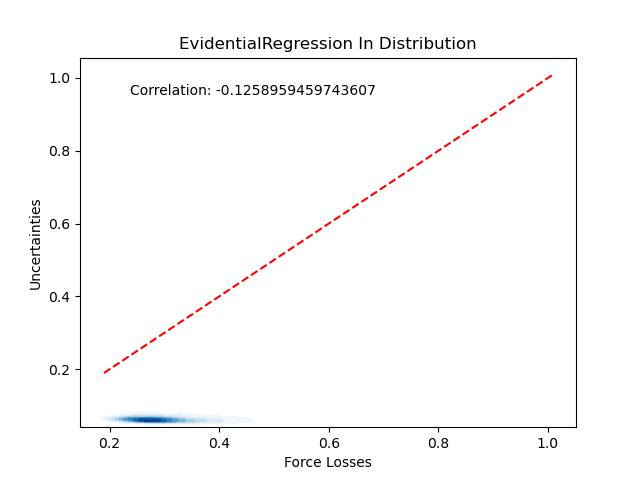 EvidentialRegression In Distribution
Correlation: -0.1258959459743607
1.0
0.8
0.6
0.4
0.2
Uncertainties
0.2 0.4 0.6 0.8 1.0
Force Losses